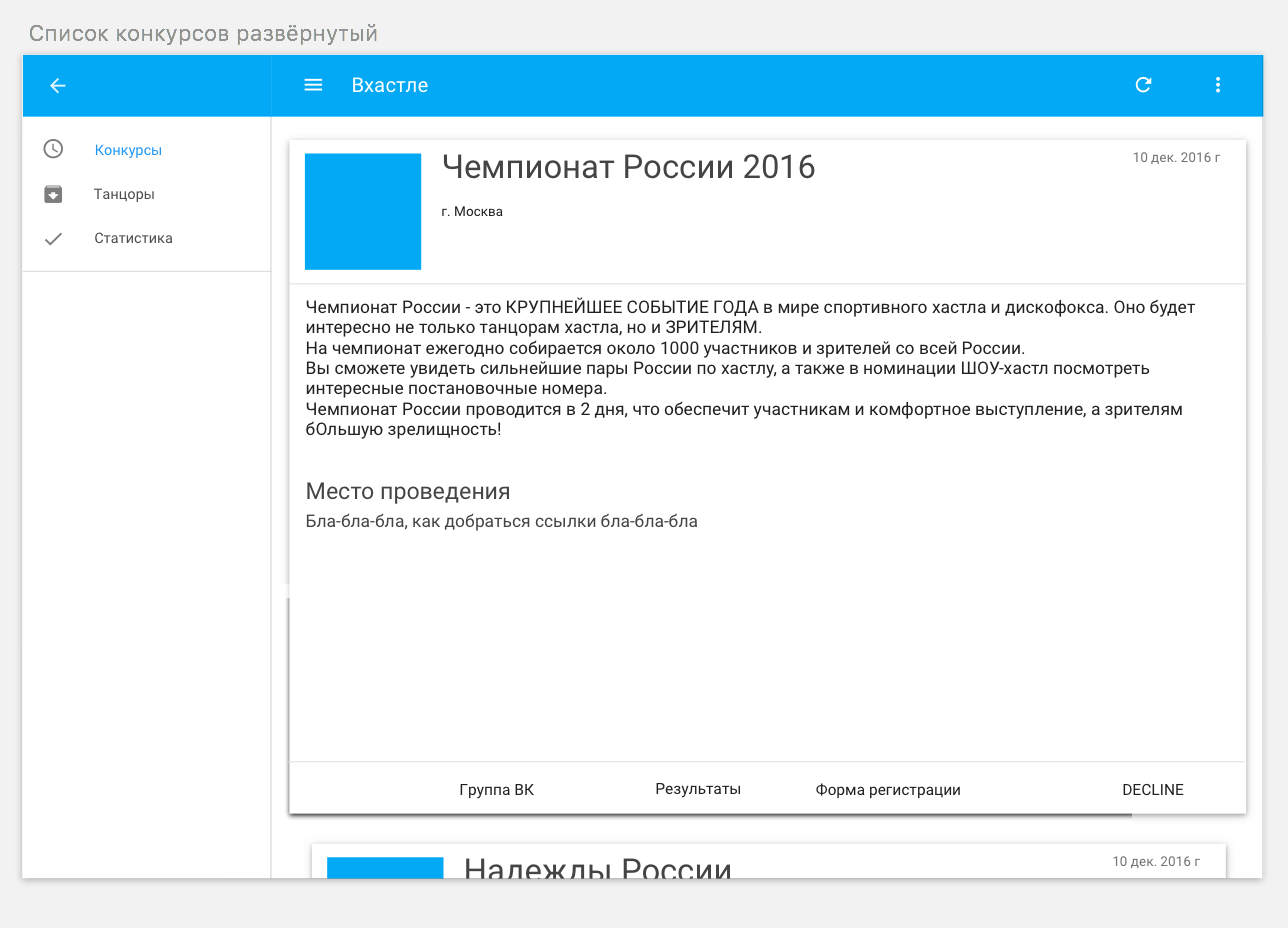 Список конкурсов развёрнутый
Вхастле
Конкурсы
Танцоры
Статистика
Чемпионат России 2016
10 дек. 2016 г
г. Москва
Чемпионат России - это КРУПНЕЙШЕЕ СОБЫТИЕ ГОДА в мире спортивного хастла и дискофокса. Оно будет
интересно не только танцорам хастла, но и ЗРИТЕЛЯМ.
На чемпионат ежегодно собирается около 1000 участников и зрителей со всей России.
Вы сможете увидеть сильнейшие пары России по хастлу, а также в номинации ШОУ-хастл посмотреть
интересные постановочные номера.
Чемпионат России проводится в 2 дня, что обеспечит участникам и комфортное выступление, а зрителям
бОльшую зрелищность!
Место проведения
Бла-бла-бла, как добраться ссылки бла-бла-бла
Группа ВК
Результаты
Форма регистрации
DECLINE
Надежды России
10 дек. 2016 г